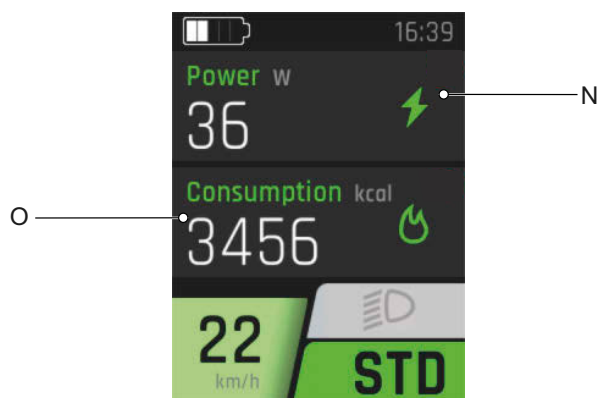 16:39
Power W
36
N
Consumption kcal
O
3456
22
km/h
STD